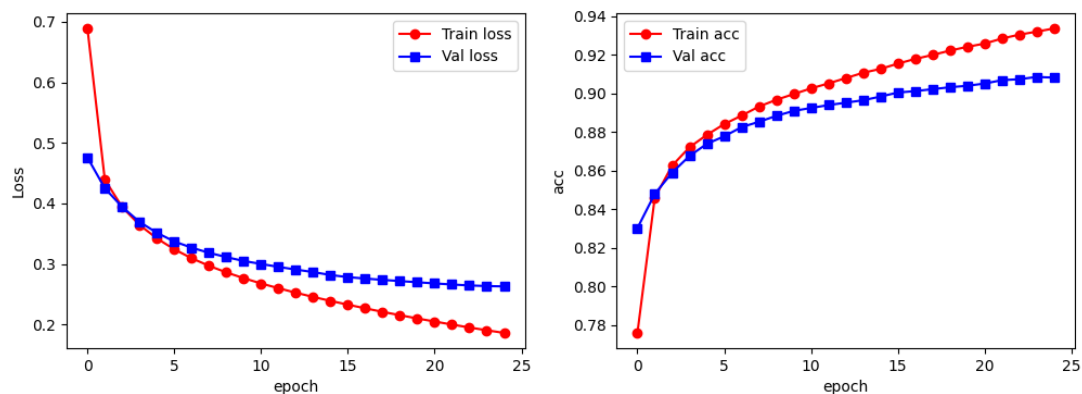 0.7
0.6
0.5
0.4
0.3
0.2
Loss
0 5 10 15 20 25
epoch
Train loss
Val loss
0.94
0.92
0.90
0.88
0.86
0.84
0.82
0.80
0.78
acc
0 5 10 15 20 25
epoch
Train acc
Val acc